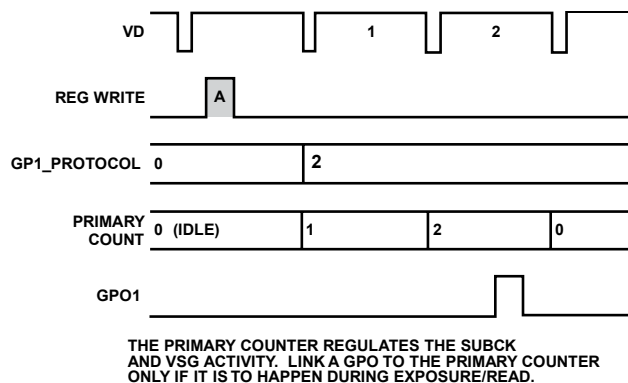 VD 1 2
REG WRITE A
GP1_PROTOCOL 0 2
PRIMARY
COUNT 0 (IDLE) 1 2 0
GPO1
THE PRIMARY COUNTER REGULATES THE SUBCK
AND VSG ACTIVITY. LINK A GPO TO THE PRIMARY COUNTER
ONLY IF IT IS TO HAPPEN DURING EXPOSURE/READ.